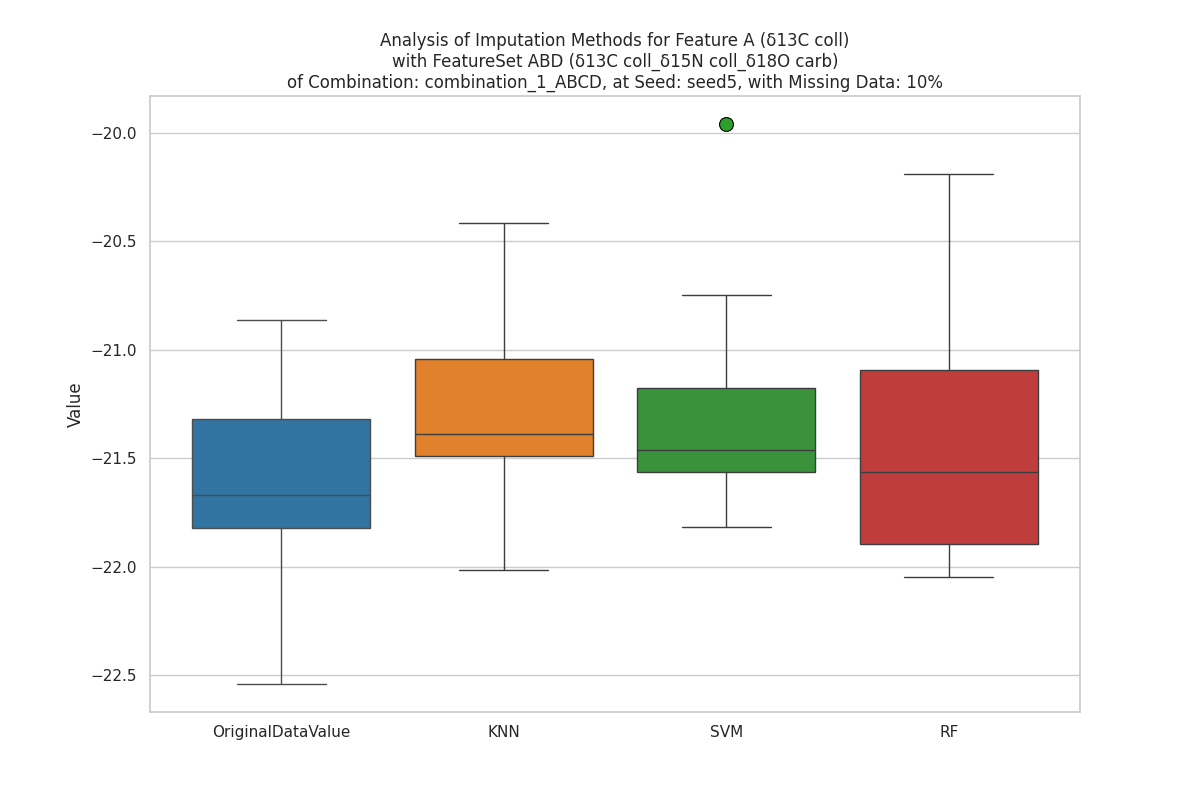 Analysis of Imputation Methods for Feature A (δ13C coll)
with FeatureSet ABD (δ13C coll_δ15N coll_δ18O carb)
of Combination: combination_1_ABCD, at Seed: seed5, with Missing Data: 10%
−20.0
−20.5
−21.0
−21.5
−22.0
−22.5
Value
OriginalDataValue
KNN
SVM
RF